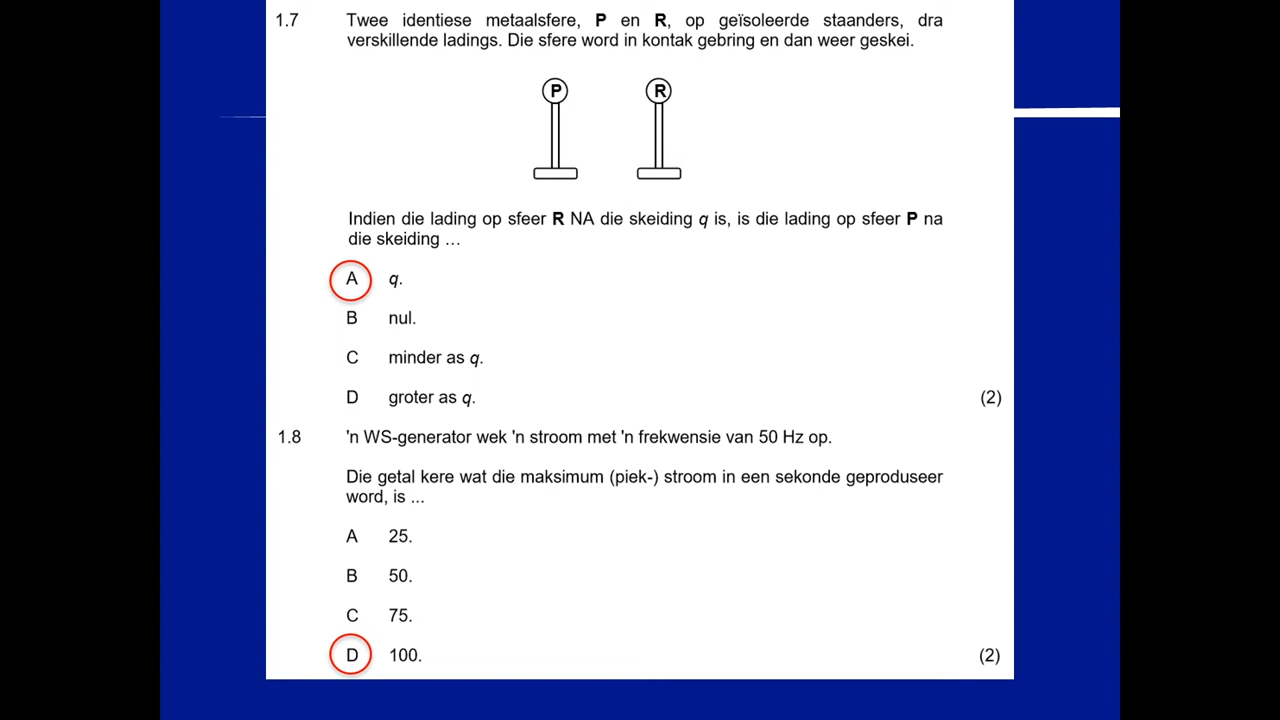 1.7 Twee identiese metaalsfere, P en R, op geïsoleerde staanders, dra
verskillende ladings. Die sfere word in kontak gebring en dan weer geskei.
P R
Indien die lading op sfeer R NA die skeiding q is, is die lading op sfeer P na
die skeiding …
A q.
B nul.
C minder as q.
D groter as q. (2)
1.8 'n WS-generator wek 'n stroom met 'n frekwensie van 50 Hz op.
Die getal kere wat die maksimum (piek-) stroom in een sekonde geproduseer
word, is ...
A 25.
B 50.
C 75.
D 100. (2)